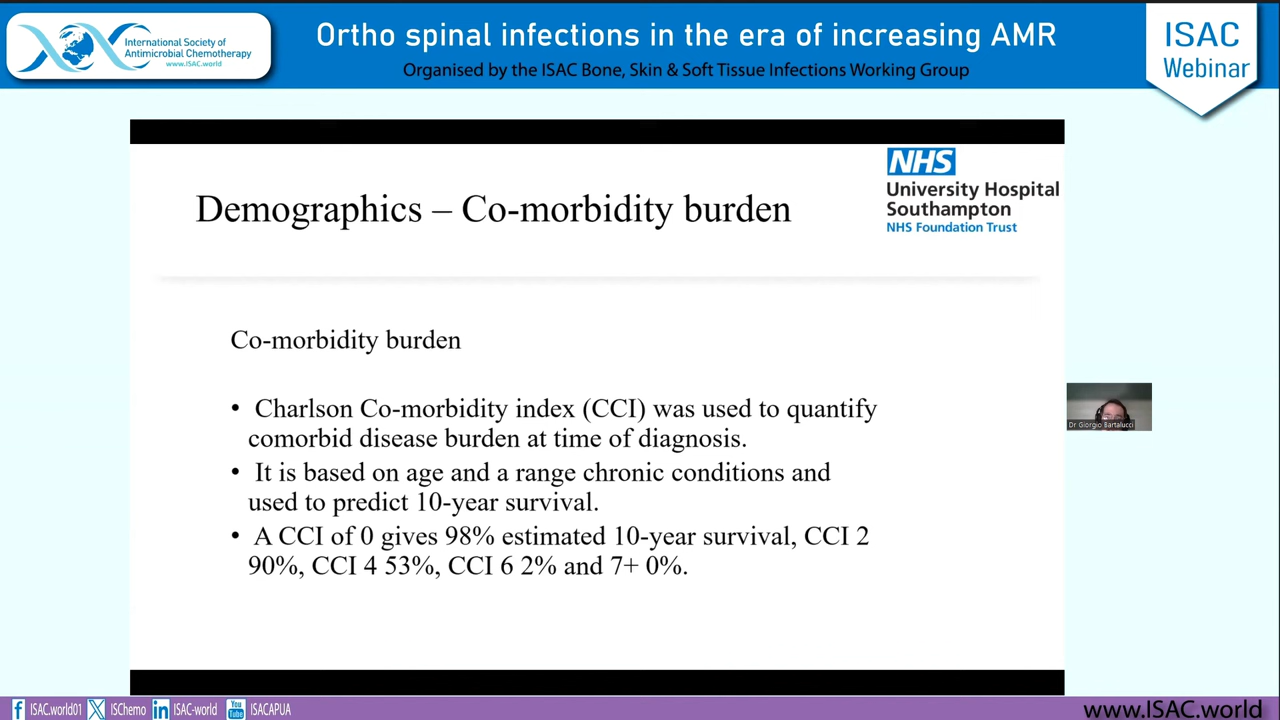 International Society of
Antimicrobial Chemotherapy
www.ISAC.world
Ortho spinal infections in the era of increasing AMR
Organised by the ISAC Bone, Skin & Soft Tissue Infections Working Group
ISAC
Webinar
NHS
University Hospital
Southampton
NHS Foundation Trust
Demographics – Co-morbidity burden
Co-morbidity burden
• Charlson Co-morbidity index (CCI) was used to quantify
comorbid disease burden at time of diagnosis.
• It is based on age and a range chronic conditions and
used to predict 10-year survival.
• A CCI of 0 gives 98% estimated 10-year survival, CCI 2
90%, CCI 4 53%, CCI 6 2% and 7+ 0%.
Dr Giorgio Bartalucci
f ISAC.world01 X ISChemo in ISAC-world You Tube ISACAPUA
www.ISAC.world